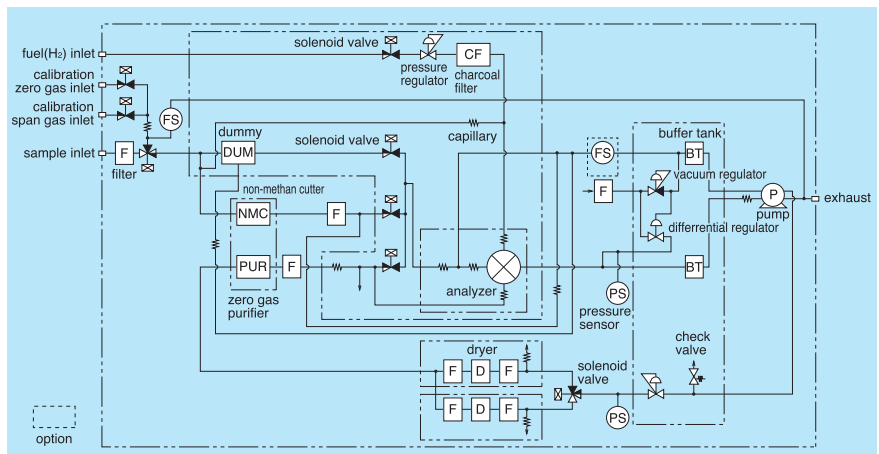 fuel(H2) inlet
solenoid valve
CF
pressure
regulator
charcoal
filter
calibration
zero gas inlet
calibration
span gas inlet
FS
dummy
solenoid valve
capillary
buffer tank
sample inlet
F
filter
DUM
FS
BT
vacuum regulator
non-methan cutter
F
P
pump
exhaust
NMC
F
differrential regulator
PUR
F
analyzer
BT
zero gas
purifier
PS
pressure
sensor
dryer
check
valve
F
D
F
solenoid
valve
F
D
F
PS
option